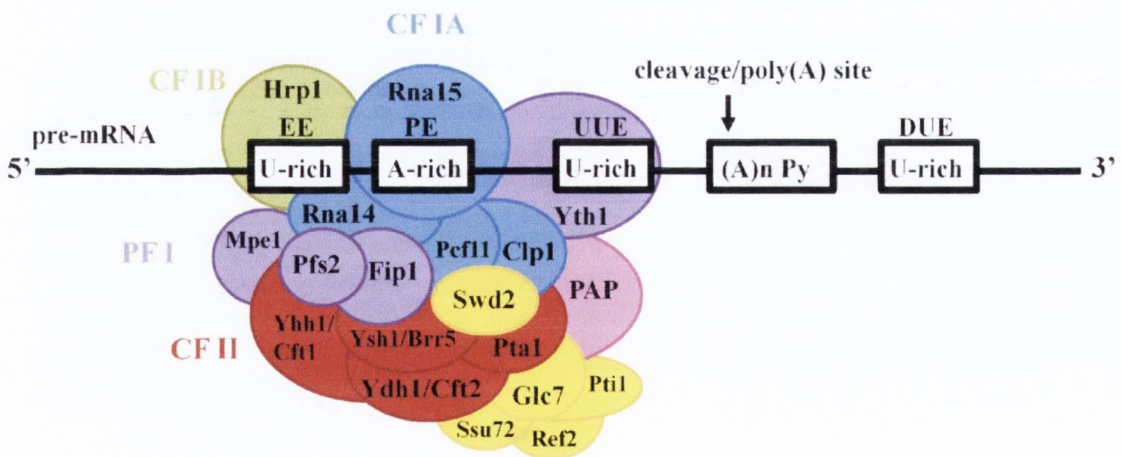 CF IA
CF IB
cleavage/poly(A) site
Hrp1
Rna15
pre-mRNA
EE
PE
UUE
DUE
5’
U-rich
A-rich
U-rich
(A)n Py
U-rich
3’
Rna14
Yth1
Mpe1
PF I
Pfs2
Fip1
Pcf11
Clp1
Swd2
PAP
Yhh1/
Cft1
Ysh1/Brr5
CF II
Pta1
Ydh1/Cft2
Glc7
Pti1
Ssu72
Ref2